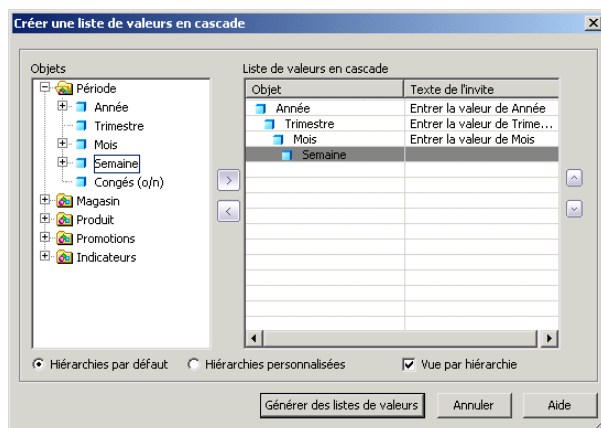 Créer une liste de valeurs en cascade
Objets
Liste de valeurs en cascade
Période
Année
Trimestre
Mois
Semaine
Congés (o/n)
Magasin
Produit
Promotions
Indicateurs
Objet Texte de l'invite
Année Entrer la valeur de Année
Trimestre Entrer la valeur de Trime...
Mois Entrer la valeur de Mois
Semaine
Hiérarchies par défaut Hiérarchies personnalisées Vue par hiérarchie
Générer des listes de valeurs Annuler Aide